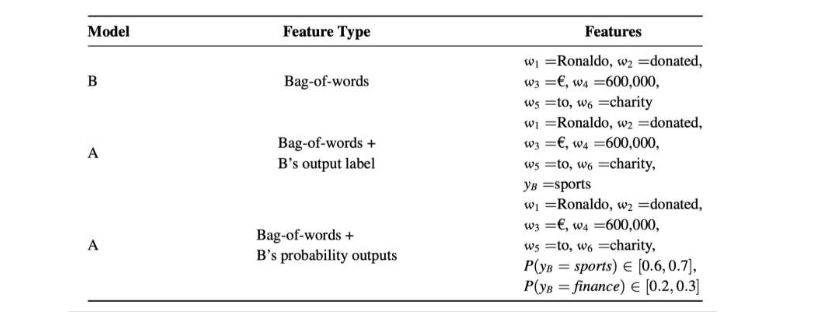 Model Feature Type Features
B Bag-of-words w₁ =Ronaldo, w₂ =donated,
w₃ =€, w₄ =600,000,
w₅ =to, w₆ =charity
A Bag-of-words +
B's output label
w₁ =Ronaldo, w₂ =donated,
w₃ =€, w₄ =600,000,
w₅ =to, w₆ =charity,
y_B =sports
A Bag-of-words +
B's probability outputs
w₁ =Ronaldo, w₂ =donated,
w₃ =€, w₄ =600,000,
w₅ =to, w₆ =charity,
P(y_B = sports) ∈ [0.6,0.7],
P(y_B = finance) ∈ [0.2,0.3]